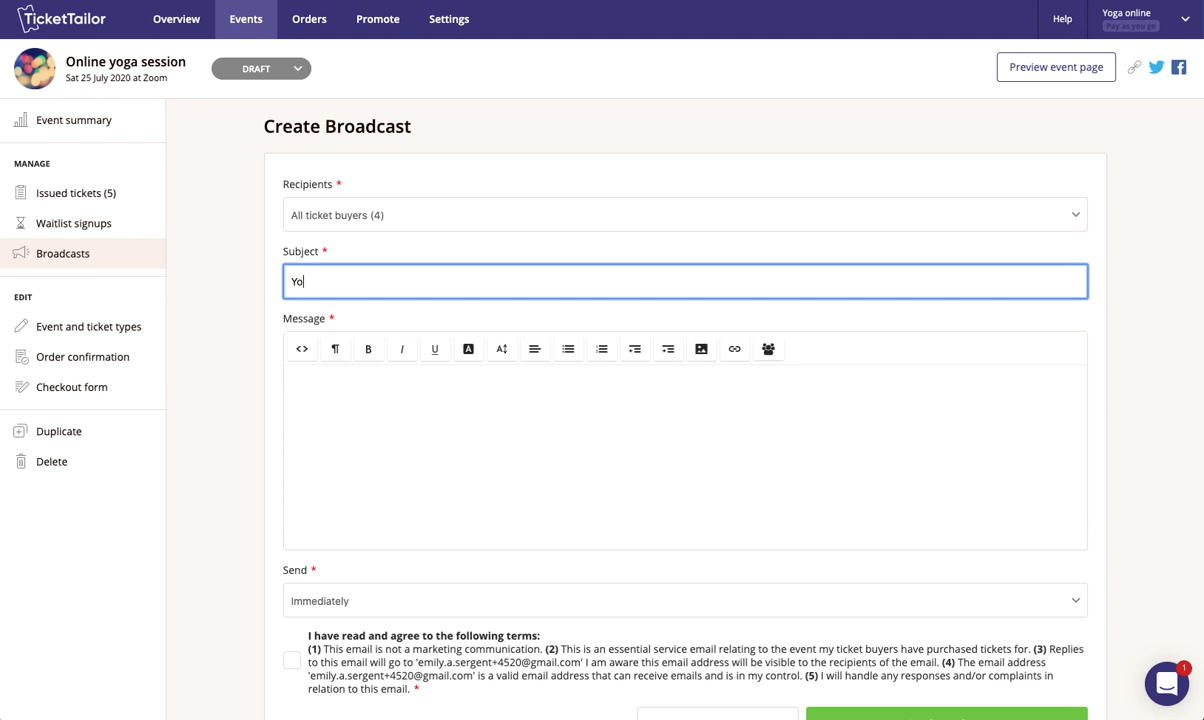 TicketTailor
Overview
Events
Orders
Promote
Settings
Help
Yoga online
Pay as you go
Online yoga session
Sat 25 July 2020 at Zoom
DRAFT
Preview event page
Event summary
MANAGE
Issued tickets (5)
Waitlist signups
Broadcasts
EDIT
Event and ticket types
Order confirmation
Checkout form
Duplicate
Delete
Create Broadcast
Recipients *
All ticket buyers (4)
Subject *
Yo
Message *
B I U A A
Send *
Immediately
I have read and agree to the following terms:
(1) This email is not a marketing communication. (2) This is an essential service email relating to the event my ticket buyers have purchased tickets for. (3) Replies
to this email will go to 'emily.a.sergent+4520@gmail.com' I am aware this email address will be visible to the recipients of the email. (4) The email address
'emily.a.sergent+4520@gmail.com' is a valid email address that can receive emails and is in my control. (5) I will handle any responses and/or complaints in
relation to this email. *
1